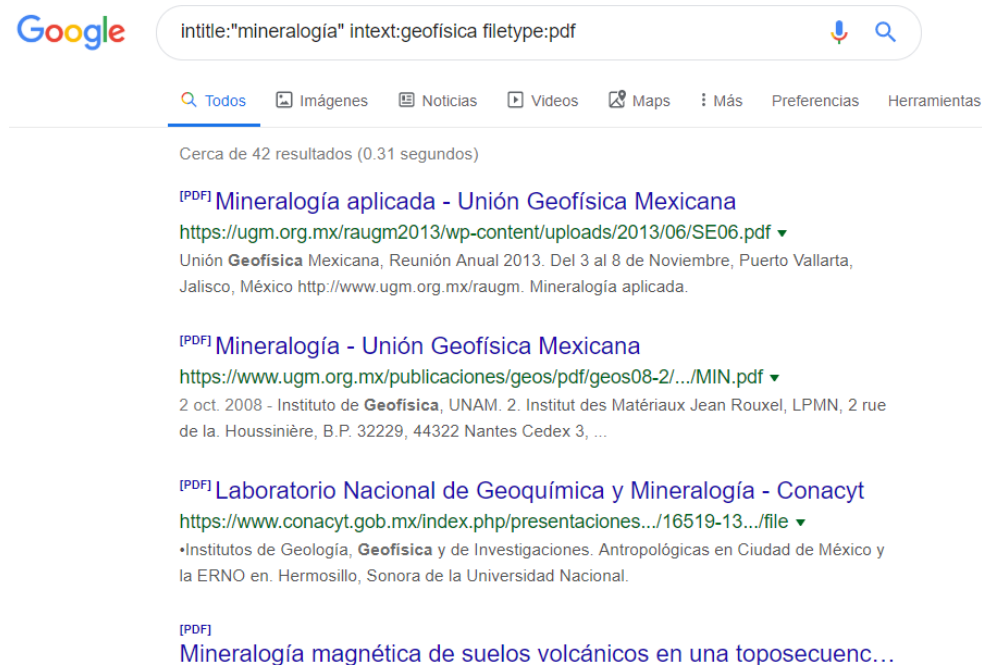 Google
intitle:"mineralogía" intext:geofísica filetype:pdf
Todos Imágenes Noticias Videos Maps Más Preferencias Herramientas
Cerca de 42 resultados (0.31 segundos)
[PDF] Mineralogía aplicada - Unión Geofísica Mexicana
https://ugm.org.mx/raugm2013/wp-content/uploads/2013/06/SE06.pdf
Unión Geofísica Mexicana, Reunión Anual 2013. Del 3 al 8 de Noviembre, Puerto Vallarta,
Jalisco, México http://www.ugm.org.mx/raugm. Mineralogía aplicada.
[PDF] Mineralogía - Unión Geofísica Mexicana
https://www.ugm.org.mx/publicaciones/geos/pdf/geos08-2/.../MIN.pdf
2 oct. 2008 - Instituto de Geofísica, UNAM. 2. Institut des Matériaux Jean Rouxel, LPMN, 2 rue
de la. Houssinière, B.P. 32229, 44322 Nantes Cedex 3, ...
[PDF] Laboratorio Nacional de Geoquímica y Mineralogía - Conacyt
https://www.conacyt.gob.mx/index.php/presentaciones.../16519-13.../file
•Institutos de Geología, Geofísica y de Investigaciones. Antropológicas en Ciudad de México y
la ERNO en. Hermosillo, Sonora de la Universidad Nacional.
[PDF]
Mineralogía magnética de suelos volcánicos en una toposecuenc...